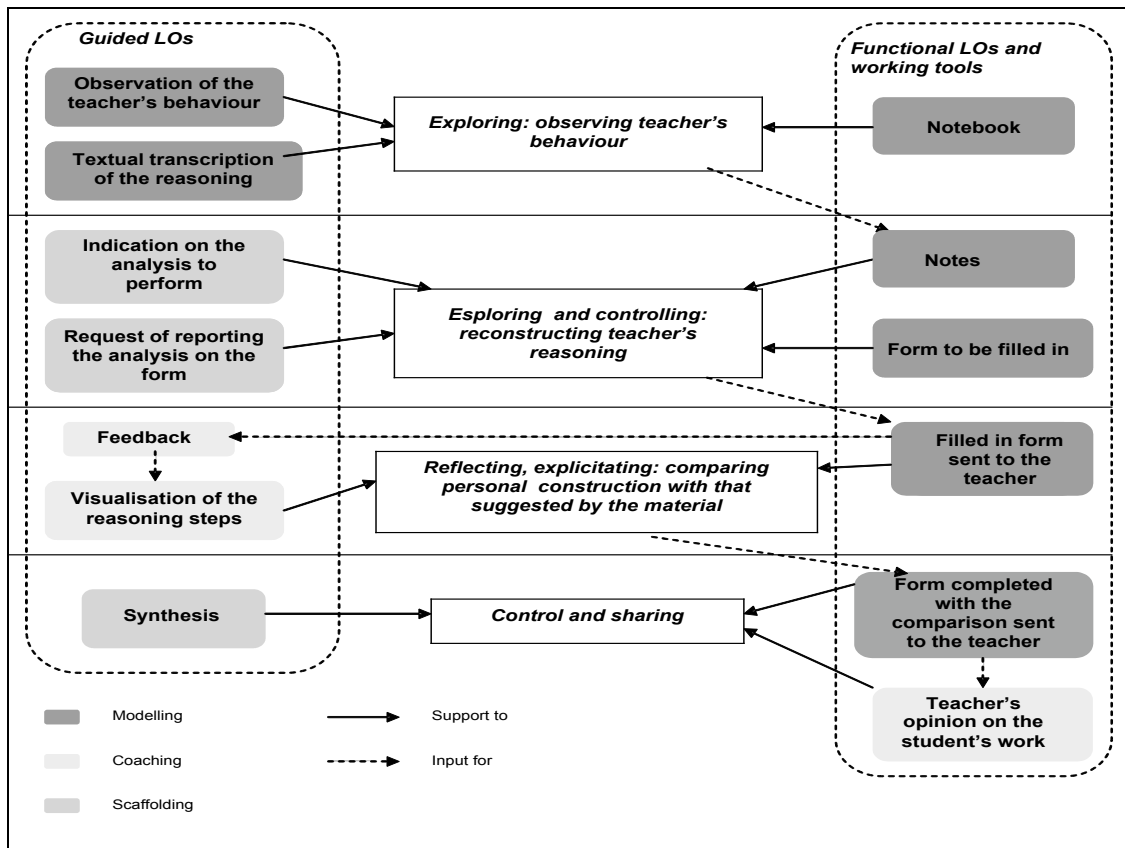 Guided LOs
Functional LOs and
working tools
Observation of the
teacher's behaviour
Exploring: observing teacher's
behaviour
Notebook
Textual transcription
of the reasoning
Indication on the
analysis to
perform
Notes
Esploring and controlling:
reconstructing teacher's
reasoning
Request of reporting
the analysis on the
form
Form to be filled in
Feedback
Filled in form
sent to the
teacher
Reflecting, explicitating: comparing
personal construction with that
suggested by the material
Visualisation of the
reasoning steps
Synthesis
Control and sharing
Form completed
with the
comparison sent
to the teacher
Teacher's
opinion on the
student's work
Modelling
Support to
Coaching
Input for
Scaffolding